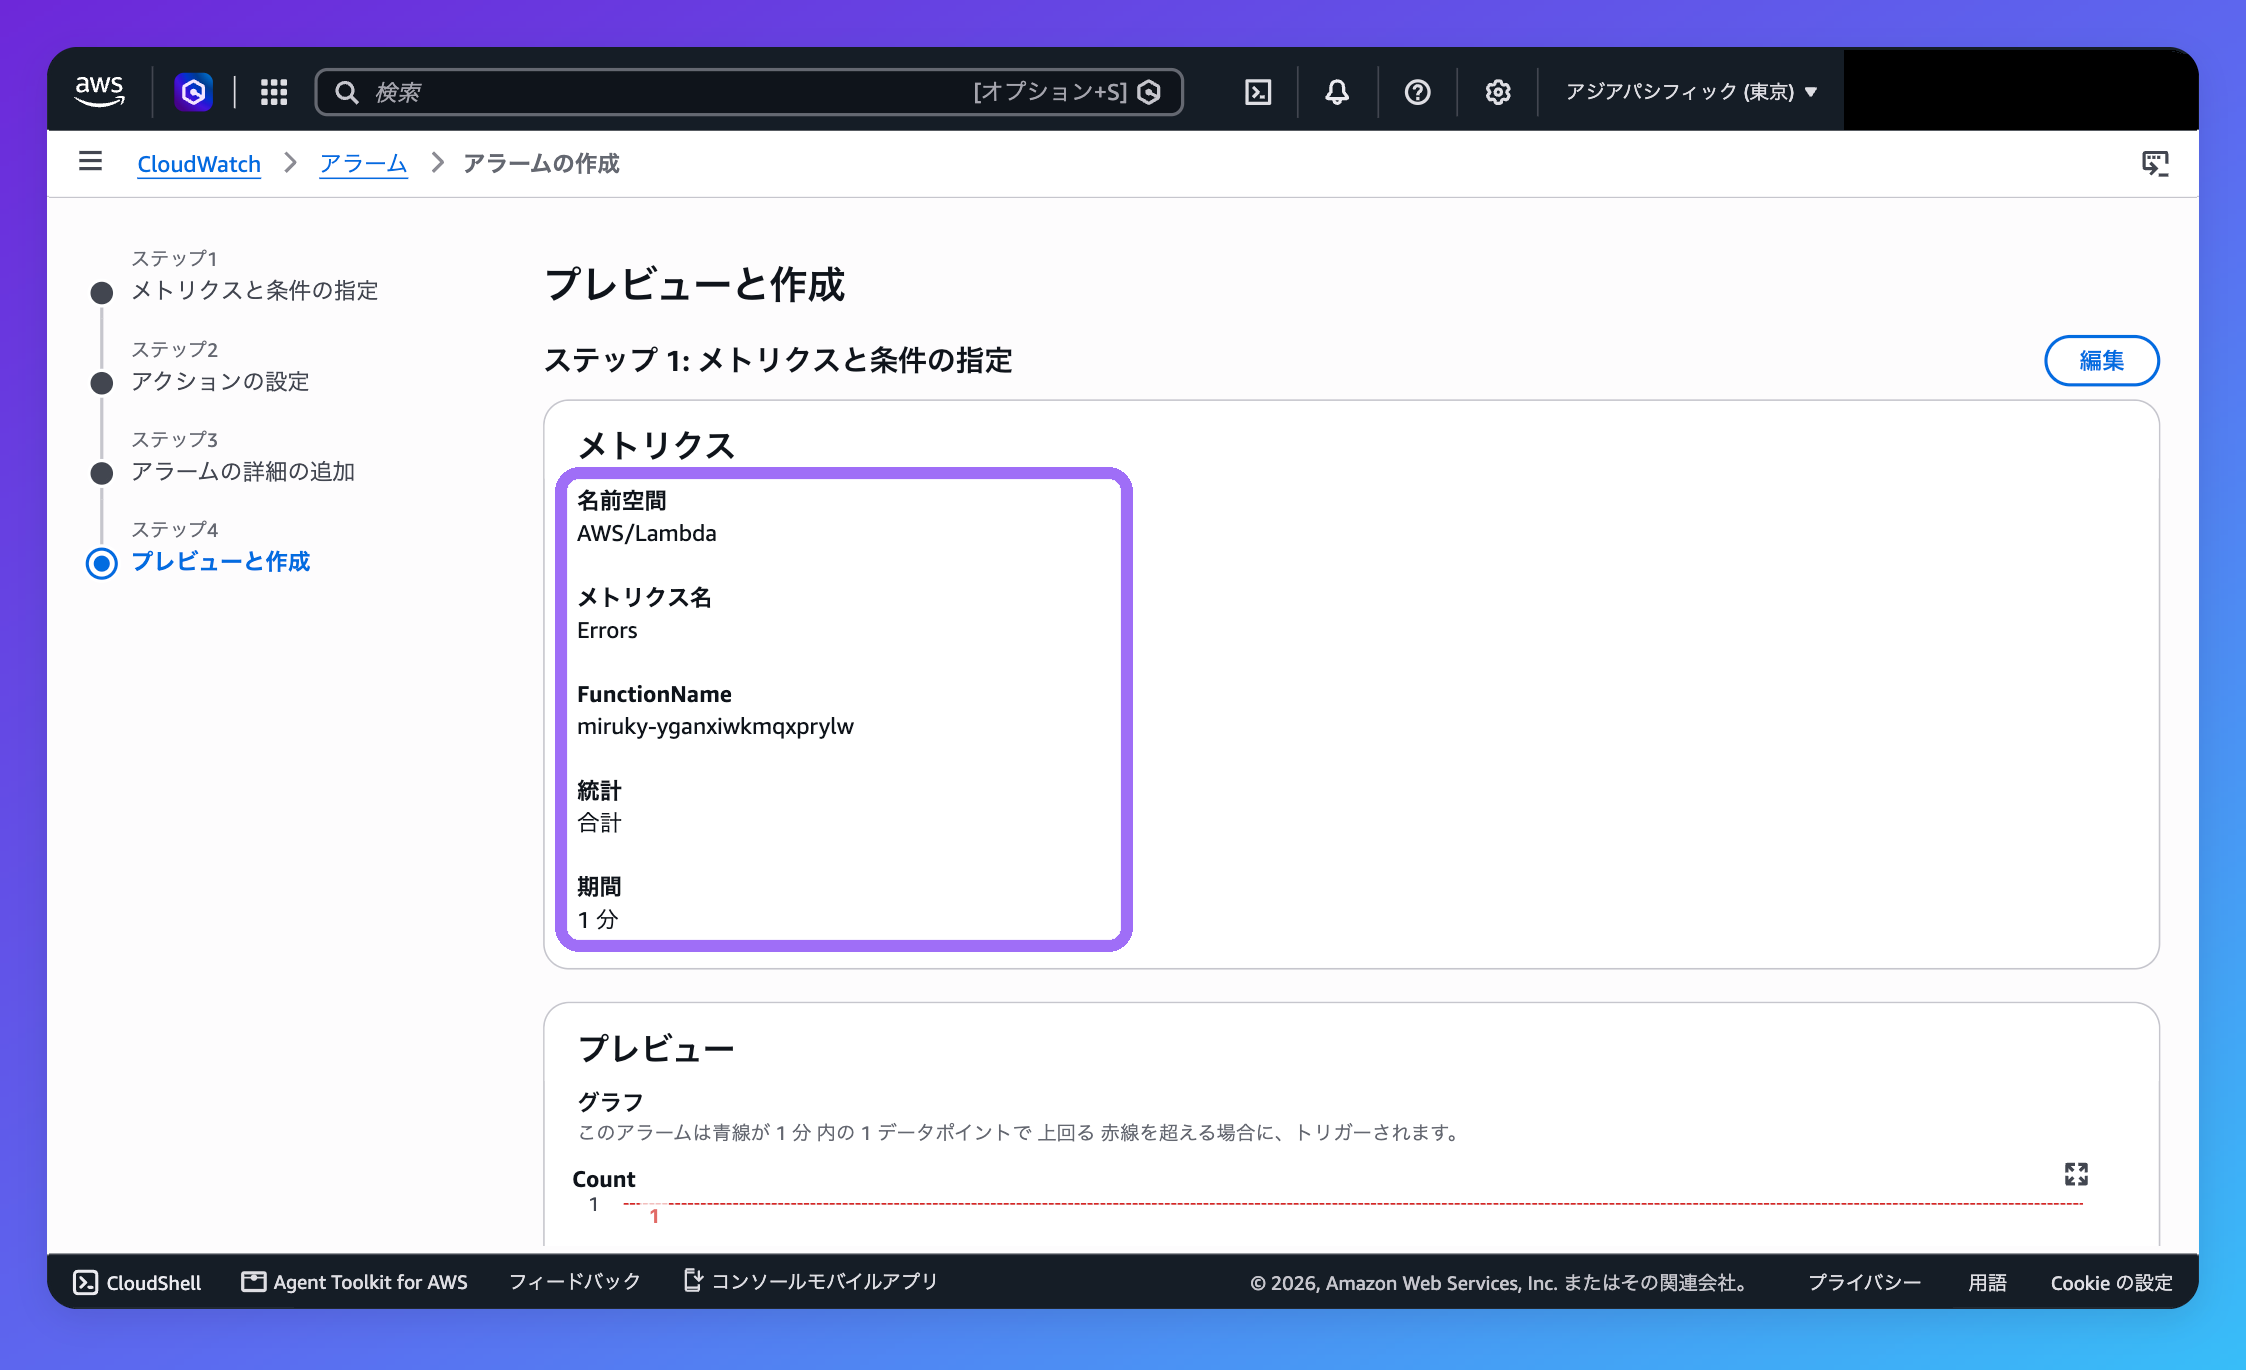 aws
検索
[オプション+S]
アジアパシフィック (東京) ▼
CloudWatch > アラーム > アラームの作成
ステップ1
メトリクスと条件の指定
ステップ2
アクションの設定
ステップ3
アラームの詳細の追加
ステップ4
プレビューと作成
プレビューと作成
ステップ 1: メトリクスと条件の指定
編集
メトリクス
名前空間
AWS/Lambda
メトリクス名
Errors
FunctionName
miruky-yganxiwkmqxprylw
統計
合計
期間
1 分
プレビュー
グラフ
このアラームは青線が 1 分 内の 1 データポイントで 上回る 赤線を超える場合に、トリガーされます。
Count
1
1
CloudShell
Agent Toolkit for AWS
フィードバック
コンソールモバイルアプリ
© 2026, Amazon Web Services, Inc. またはその関連会社。
プライバシー
用語
Cookie の設定